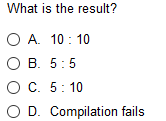 What is the result?
A. 10 : 10
B. 5 : 5
C. 5 : 10
D. Compilation fails